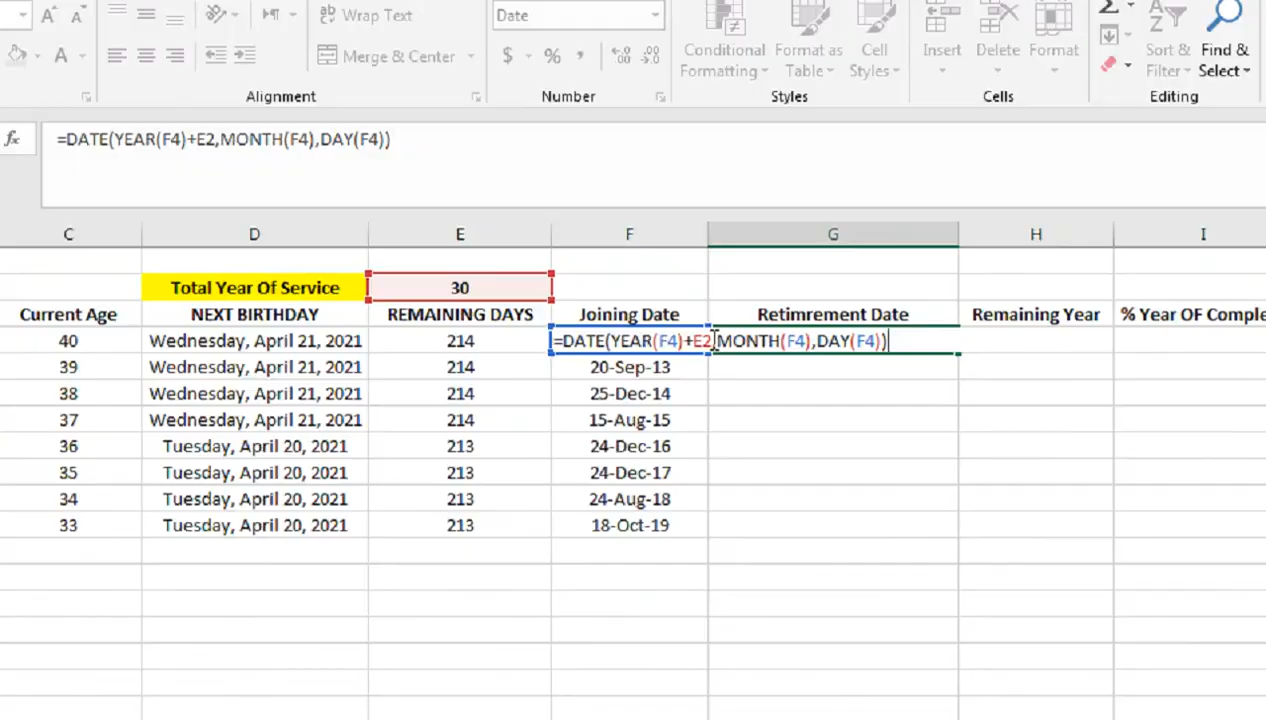 Wrap Text
Date
Conditional Format as Cell Insert Delete Format Sort & Find &
Merge & Center $ % , Formatting Table Styles Filter Select
Alignment Number Styles Cells Editing
fx =DATE(YEAR(F4)+E2,MONTH(F4),DAY(F4))
C D E F G H I
Total Year Of Service 30
Current Age NEXT BIRTHDAY REMAINING DAYS Joining Date Retimrement Date Remaining Year % Year OF Comple
40 Wednesday, April 21, 2021 214 =DATE(YEAR(F4)+E2,MONTH(F4),DAY(F4))
39 Wednesday, April 21, 2021 214 20-Sep-13
38 Wednesday, April 21, 2021 214 25-Dec-14
37 Wednesday, April 21, 2021 214 15-Aug-15
36 Tuesday, April 20, 2021 213 24-Dec-16
35 Tuesday, April 20, 2021 213 24-Dec-17
34 Tuesday, April 20, 2021 213 24-Aug-18
33 Tuesday, April 20, 2021 213 18-Oct-19